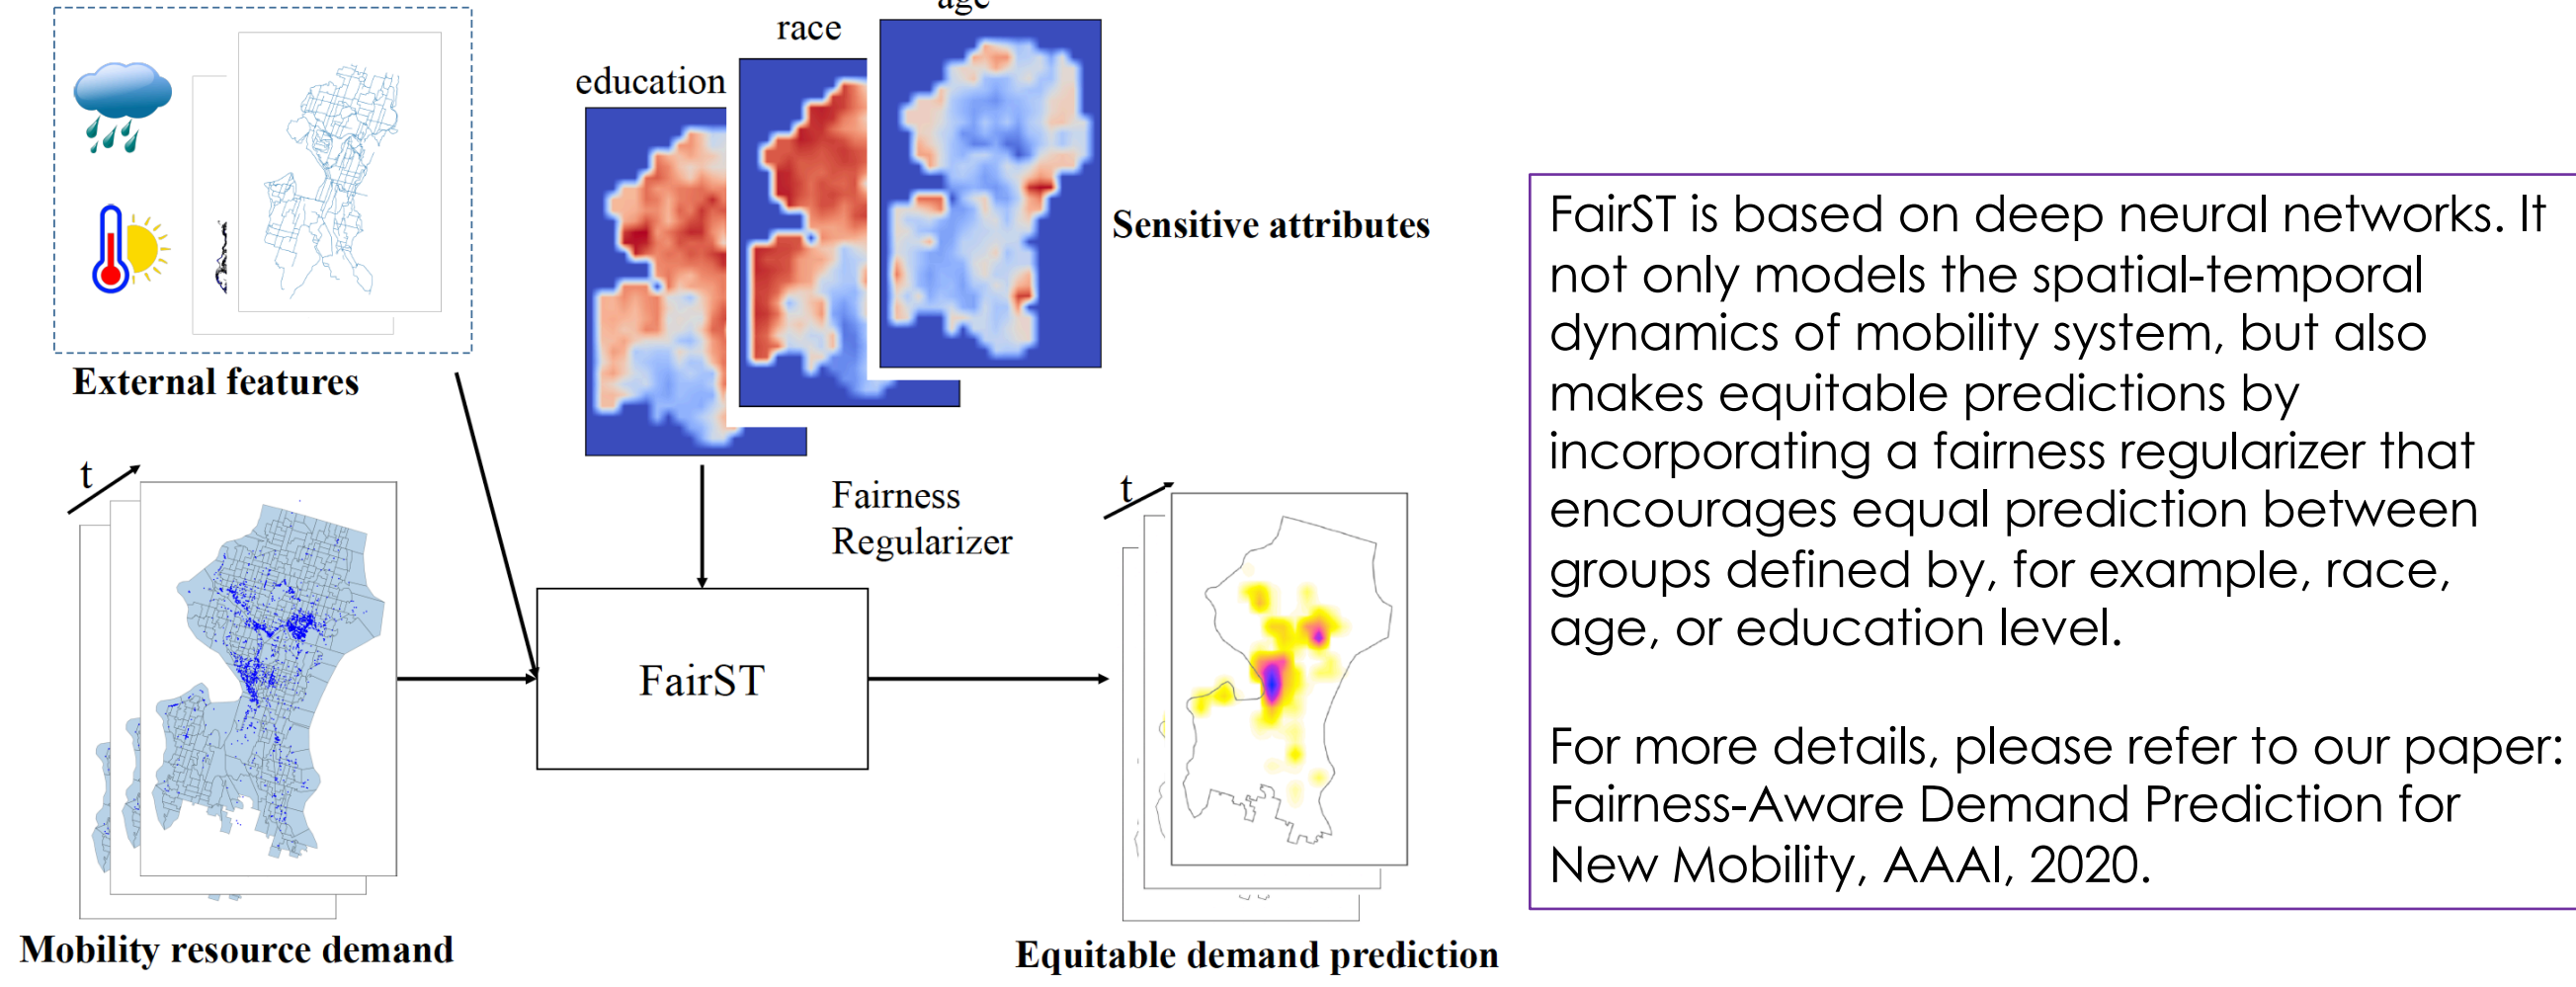 age
race
education
Sensitive attributes
External features
t
Fairness
Regularizer
FairST
t
Mobility resource demand
Equitable demand prediction
FairST is based on deep neural networks. It
not only models the spatial-temporal
dynamics of mobility system, but also
makes equitable predictions by
incorporating a fairness regularizer that
encourages equal prediction between
groups defined by, for example, race,
age, or education level.
For more details, please refer to our paper:
Fairness-Aware Demand Prediction for
New Mobility, AAAI, 2020.